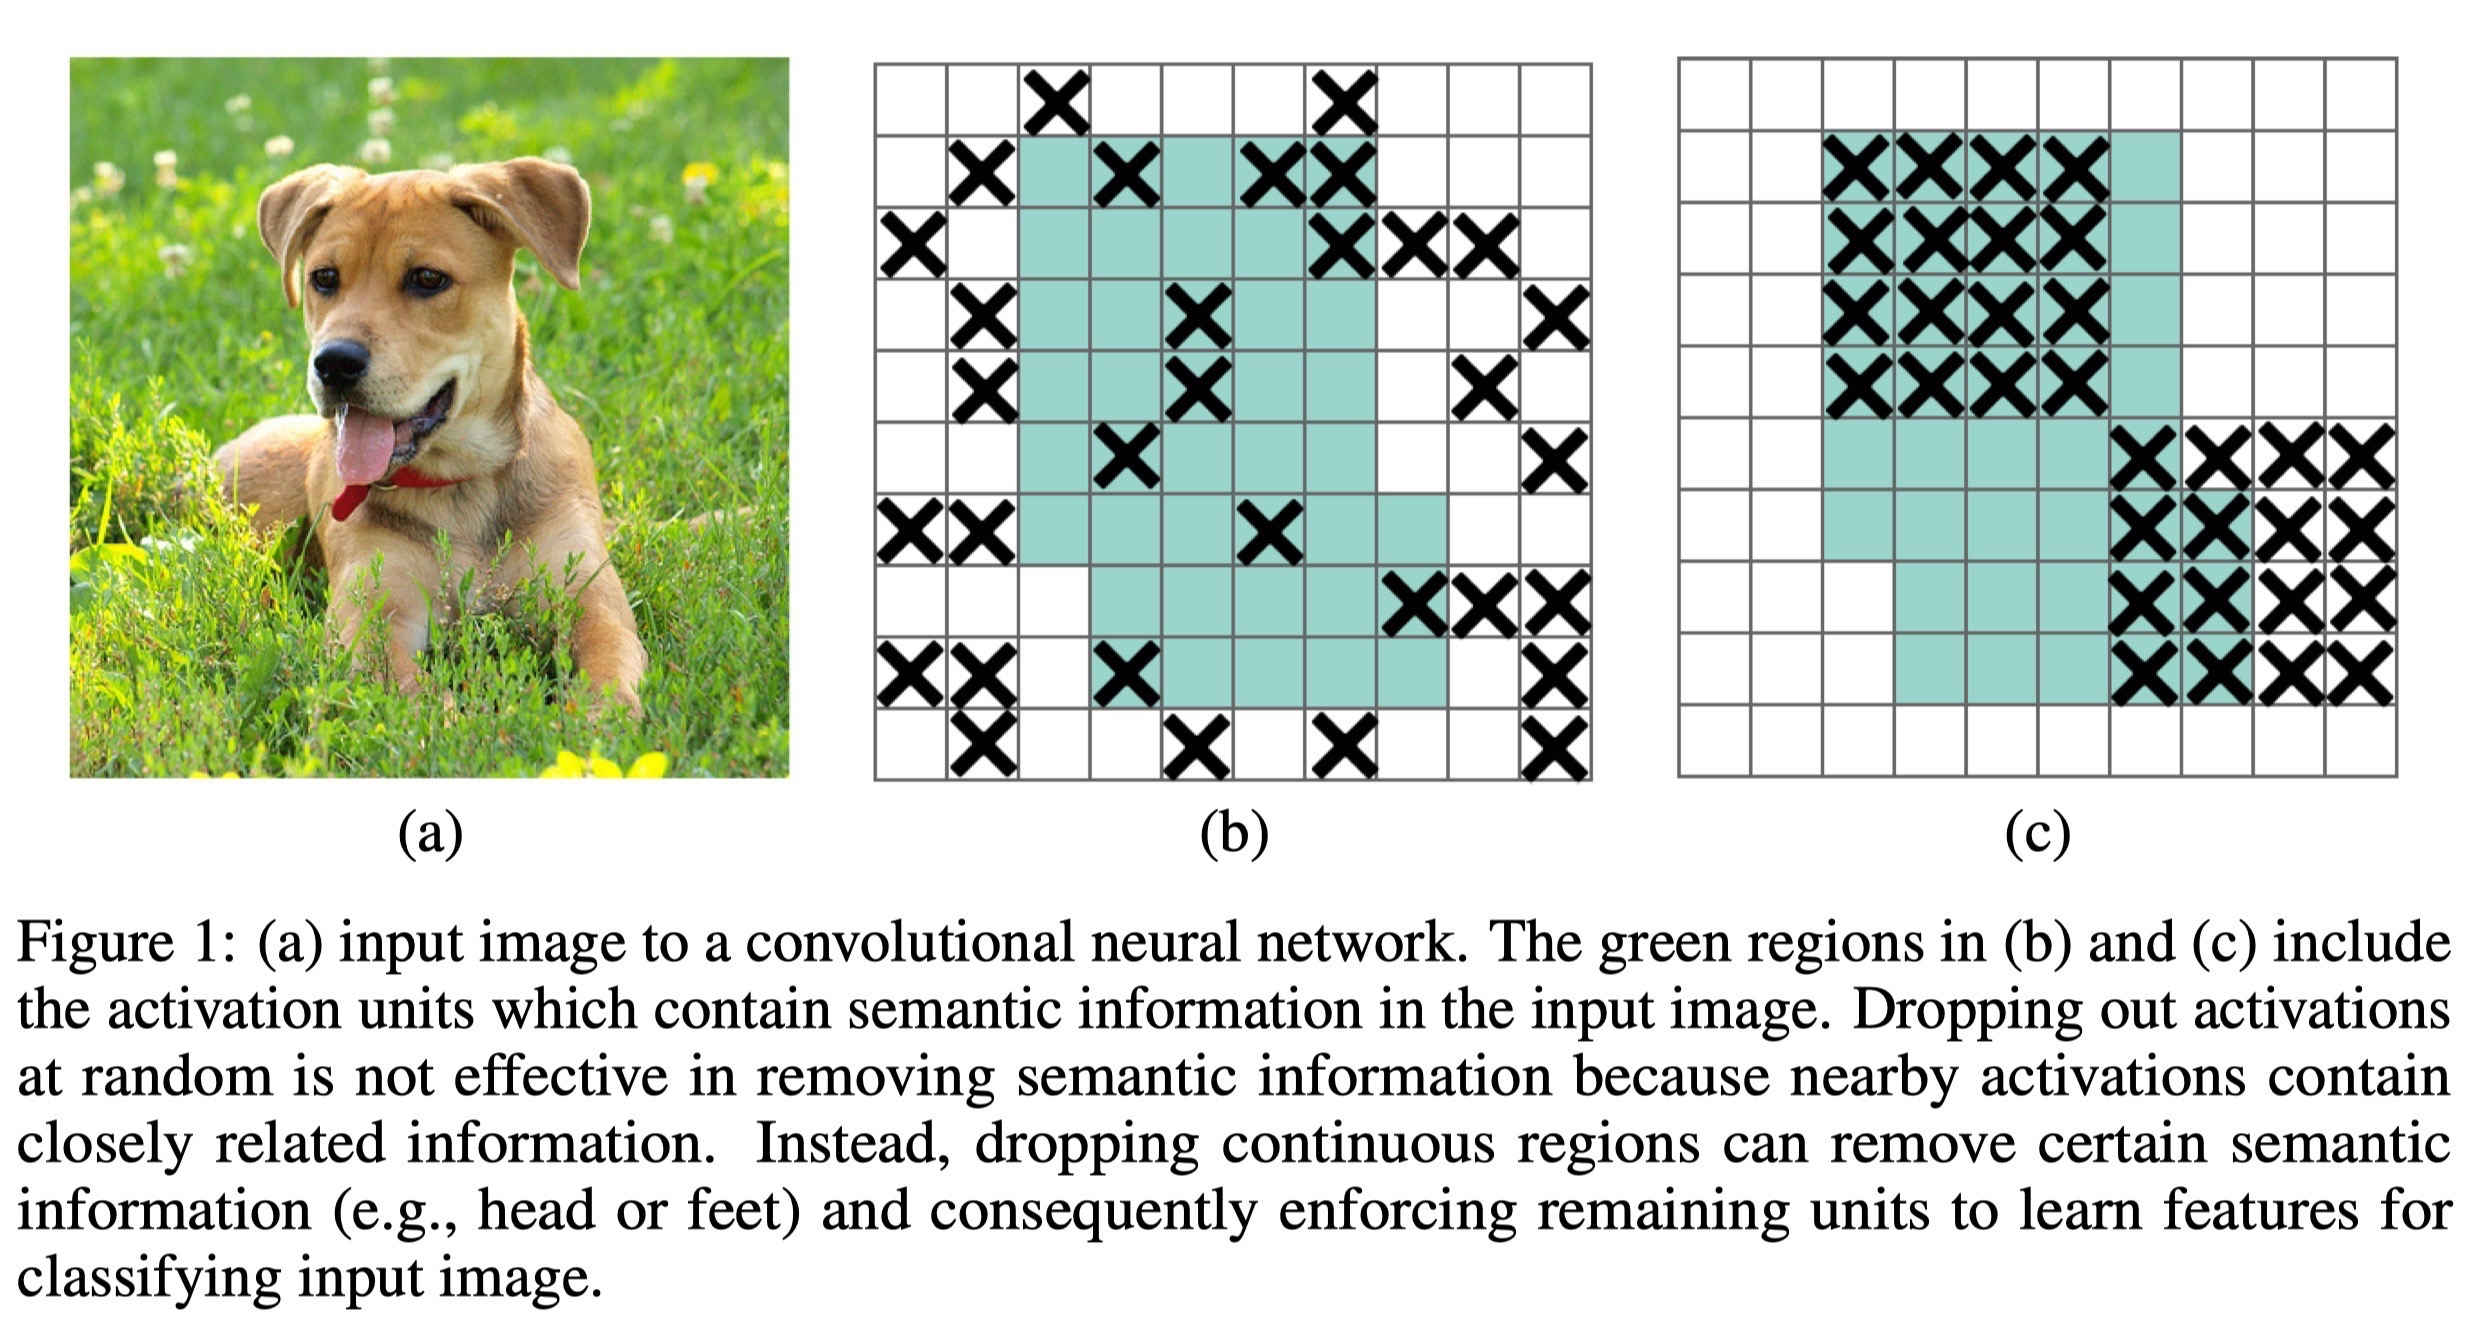 (a)
(b)
(c)
Figure 1: (a) input image to a convolutional neural network. The green regions in (b) and (c) include
the activation units which contain semantic information in the input image. Dropping out activations
at random is not effective in removing semantic information because nearby activations contain
closely related information. Instead, dropping continuous regions can remove certain semantic
information (e.g., head or feet) and consequently enforcing remaining units to learn features for
classifying input image.